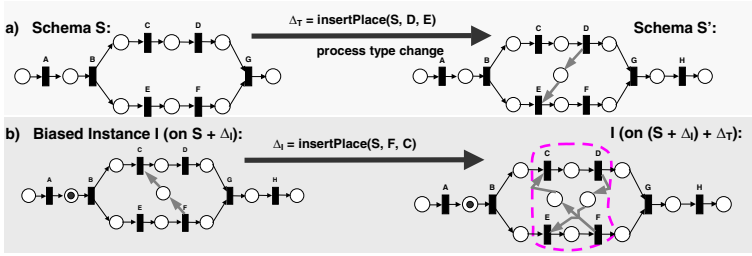 a) Schema S: ΔT = insertPlace(S, D, E) Schema S':
process type change
C D C D
A B G A B G H
E F E F
b) Biased Instance I (on S + ΔI): ΔI = insertPlace(S, F, C) I (on (S + ΔI) + ΔT):
C D C D
A B G H A B G H
E F E F